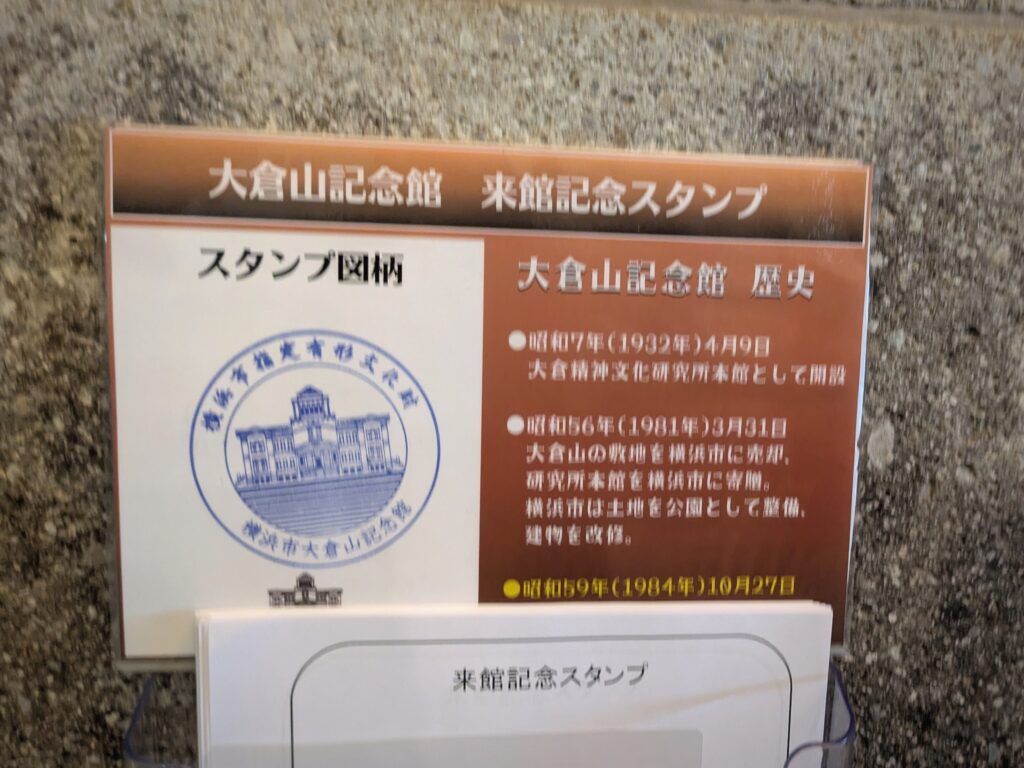 大倉山記念館 来館記念スタンプ
スタンプ図柄
横浜市指定有形文化財
横浜市大倉山記念館
大倉山記念館 歴史
●昭和7年(1932年)4月9日
大倉精神文化研究所本館として開設
●昭和56年(1981年)3月31日
大倉山の敷地を横浜市に売却、
研究所本館を横浜市に寄贈。
横浜市は土地を公園として整備、
建物を改修。
●昭和59年(1984年)10月27日
来館記念スタンプ